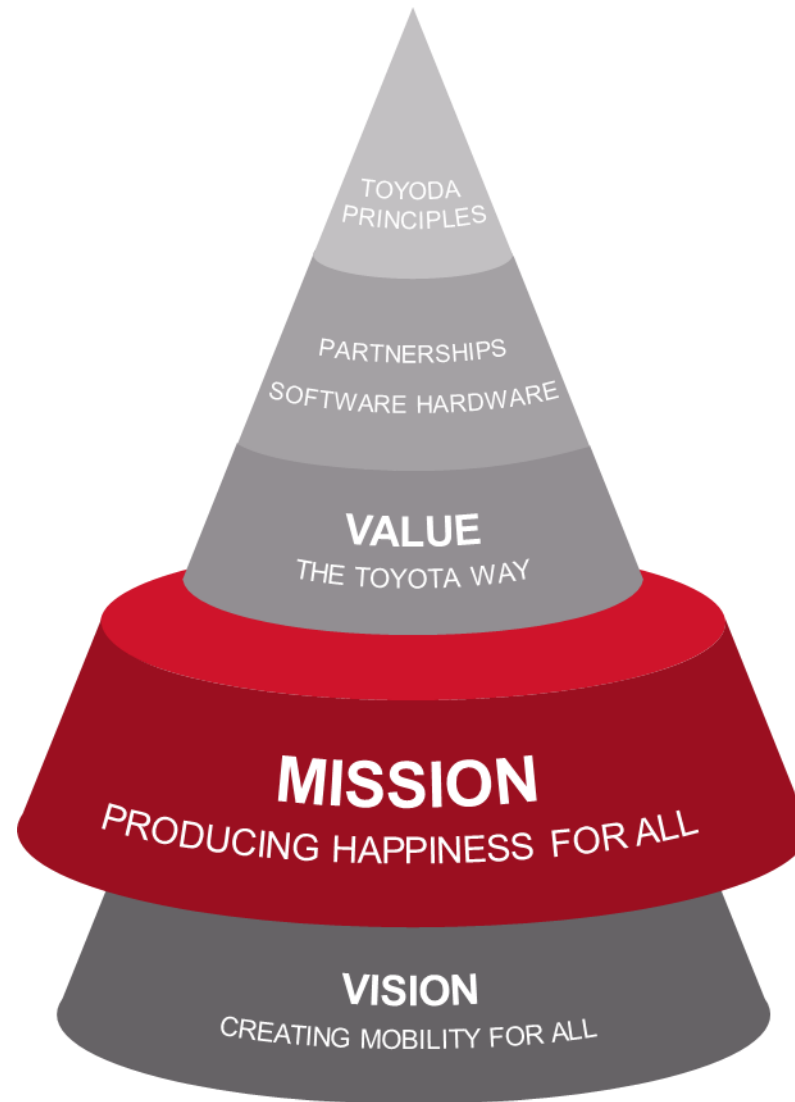 TOYODA
PRINCIPLES
PARTNERSHIPS
SOFTWARE HARDWARE
VALUE
THE TOYOTA WAY
MISSION
PRODUCING HAPPINESS FOR ALL
VISION
CREATING MOBILITY FOR ALL